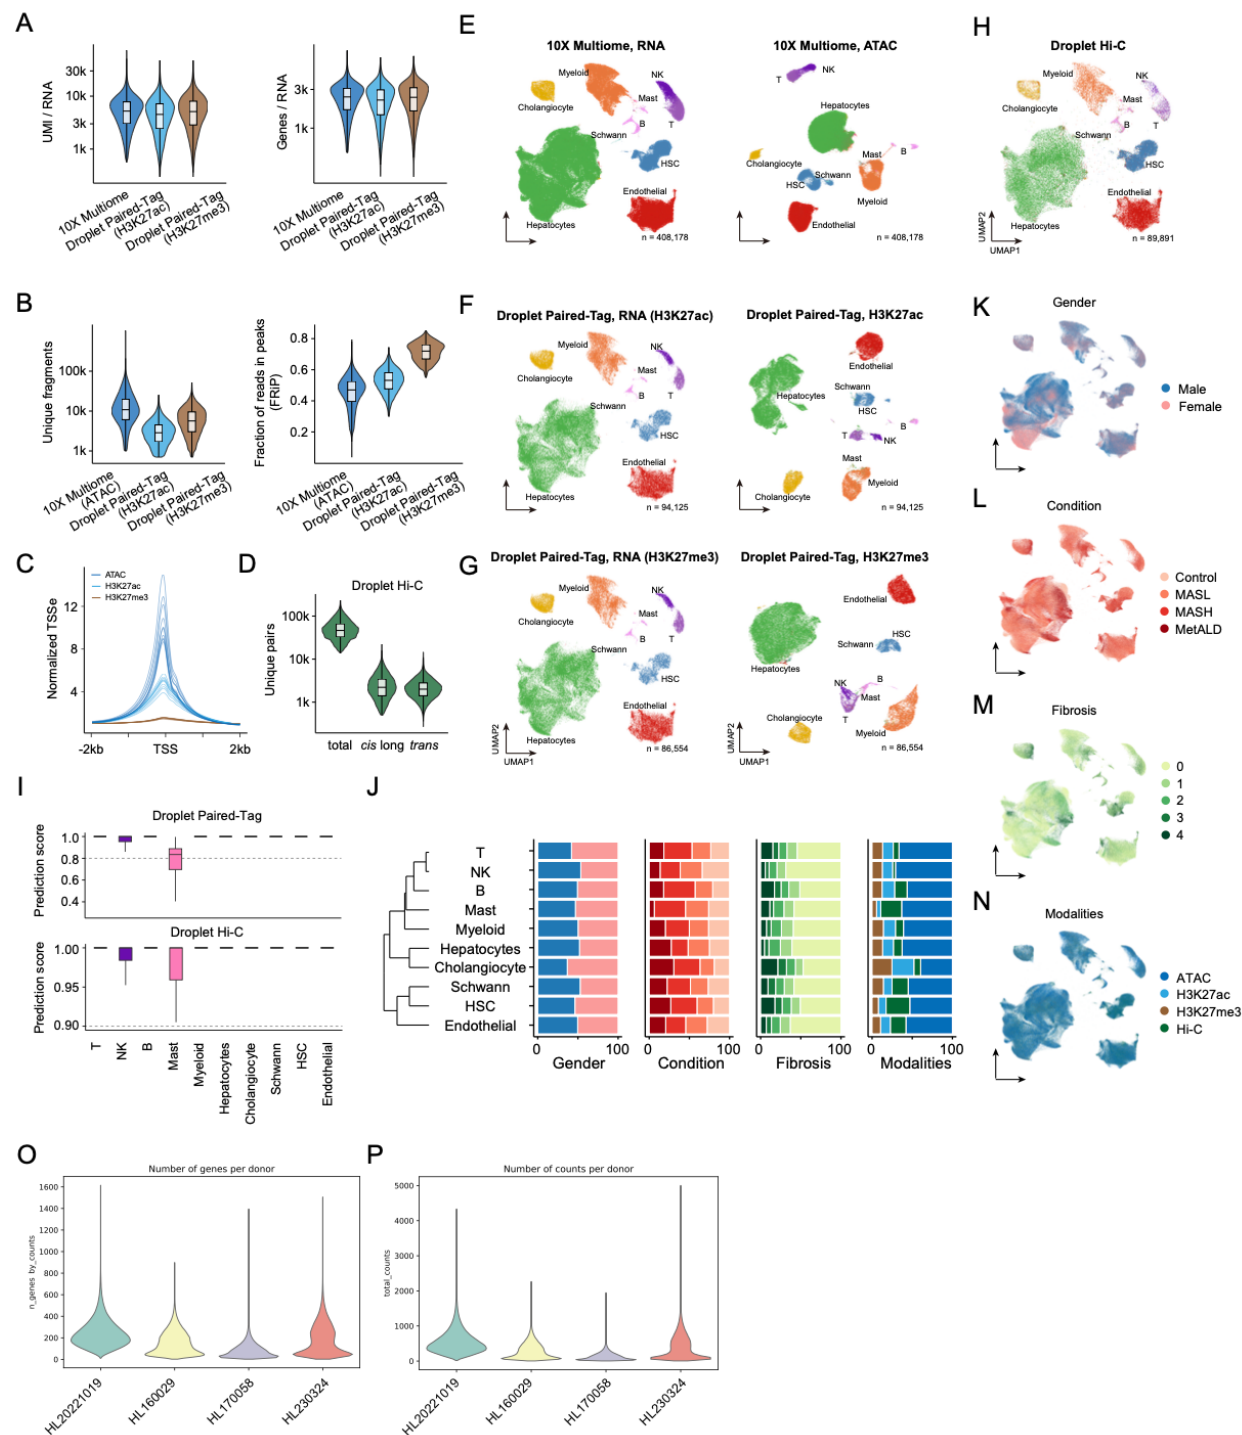 A
UMI / RNA
30k
10k
3k
1k
10X Multiome
Droplet Paired-Tag
(H3K27ac)
Droplet Paired-Tag
(H3K27me3)
Genes / RNA
3k
1k
10X Multiome
Droplet Paired-Tag
(H3K27ac)
Droplet Paired-Tag
(H3K27me3)
E
10X Multiome, RNA
Myeloid
NK
Cholangiocyte
Mast
B
T
Schwann
HSC
Endothelial
Hepatocytes
n = 408,178
10X Multiome, ATAC
T
NK
Hepatocytes
Cholangiocyte
Mast
B
Schwann
HSC
Myeloid
Endothelial
n = 408,178
H
Droplet Hi-C
Myeloid
NK
Cholangiocyte
Mast
B
T
Schwann
HSC
Endothelial
Hepatocytes
UMAP2
UMAP1
n = 89,891
B
Unique fragments
100k
10k
1k
10X Multiome
(ATAC)
Droplet Paired-Tag
(H3K27ac)
Droplet Paired-Tag
(H3K27me3)
Fraction of reads in peaks
(FRiP)
0.8
0.6
0.4
0.2
10X Multiome
(ATAC)
Droplet Paired-Tag
(H3K27ac)
Droplet Paired-Tag
(H3K27me3)
F
Droplet Paired-Tag, RNA (H3K27ac)
Myeloid
NK
Cholangiocyte
Mast
B
T
Schwann
HSC
Endothelial
Hepatocytes
n = 94,125
Droplet Paired-Tag, H3K27ac
Endothelial
Hepatocytes
Schwann
HSC
B
T
NK
Mast
Myeloid
Cholangiocyte
n = 94,125
K
Gender
Male
Female
C
Normalized TSSe
ATAC
H3K27ac
H3K27me3
12
8
4
-2kb
TSS
2kb
D
Droplet Hi-C
Unique pairs
100k
10k
1k
total cis long trans
G
Droplet Paired-Tag, RNA (H3K27me3)
Myeloid
NK
Cholangiocyte
Mast
B
T
Schwann
HSC
Endothelial
Hepatocytes
UMAP2
UMAP1
n = 86,554
Droplet Paired-Tag, H3K27me3
Endothelial
Schwann
HSC
Hepatocytes
NK
B
Mast
T
Cholangiocyte
Myeloid
UMAP2
UMAP1
n = 86,554
L
Condition
Control
MASL
MASH
MetALD
M
Fibrosis
0
1
2
3
4
I
Droplet Paired-Tag
Prediction score
1.0
0.8
0.6
0.4
Droplet Hi-C
Prediction score
1.00
0.95
0.90
T
NK
B
Mast
Myeloid
Hepatocytes
Cholangiocyte
Schwann
HSC
Endothelial
J
T
NK
B
Mast
Myeloid
Hepatocytes
Cholangiocyte
Schwann
HSC
Endothelial
0 100
Gender
0 100
Condition
0 100
Fibrosis
0 100
Modalities
N
Modalities
ATAC
H3K27ac
H3K27me3
Hi-C
O
Number of genes per donor
n_genes_by_counts
1600
1400
1200
1000
800
600
400
200
0
HL20221019
HL160029
HL170058
HL230324
P
Number of counts per donor
total_counts
5000
4000
3000
2000
1000
0
HL20221019
HL160029
HL170058
HL230324